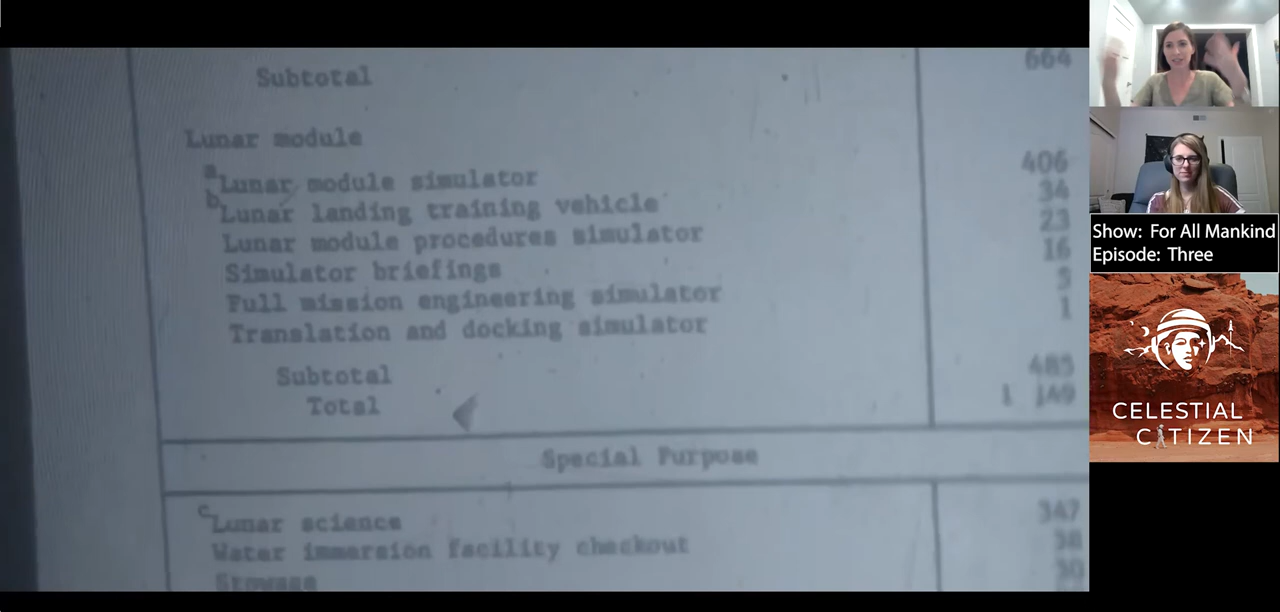 Subtotal 664
Lunar module
a Lunar module simulator 406
b Lunar landing training vehicle 34
Lunar module procedures simulator 23
Simulator briefings 16
Full mission engineering simulator 5
Translation and docking simulator 1
Subtotal 485
Total 1 149
Special Purpose
c Lunar science 347
Water immersion facility checkout 38
Stowage 30
Show: For All Mankind
Episode: Three
CELESTIAL
CITIZEN